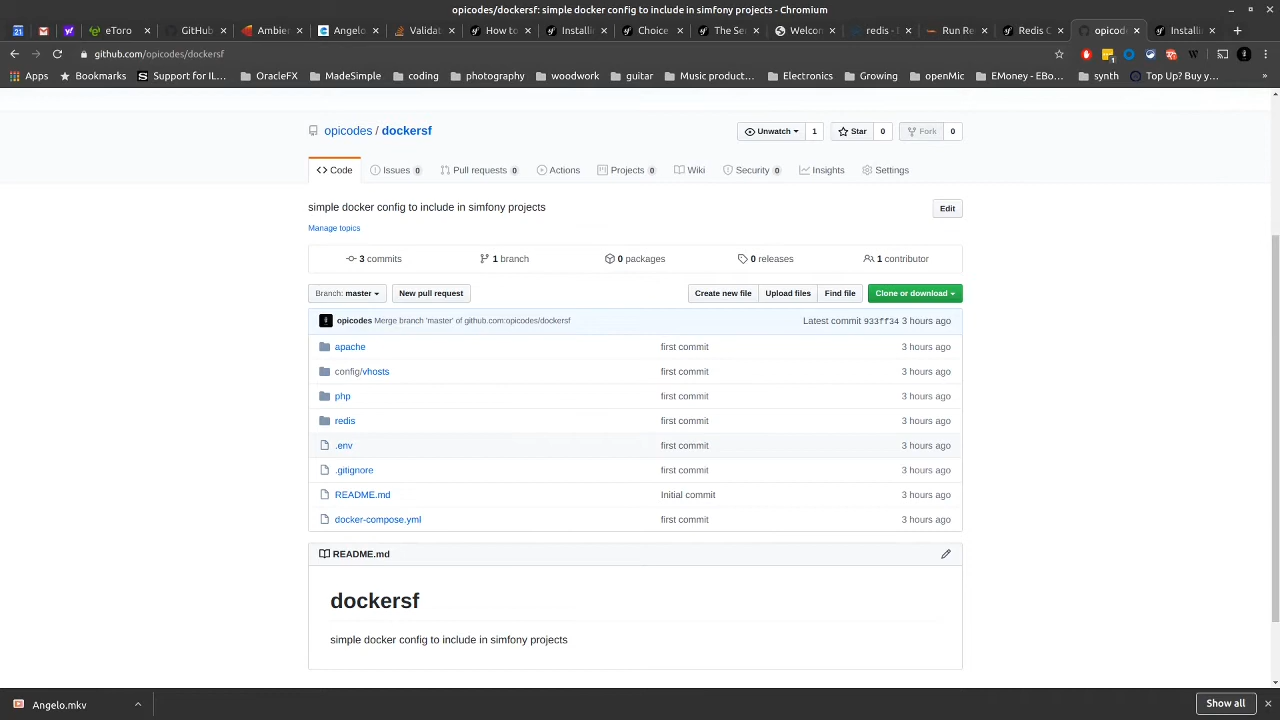 opicodes/dockersf: simple docker config to include in simfony projects - Chromium
eToro
GitHub
Ambier
Angelo
Validat
How to
Installi
Choice
The Se
Welcon
redis -
Run Re
Redis C
opicod
Installi
github.com/opicodes/dockersf
Apps Bookmarks Support for IL... OracleFX MadeSimple coding photography woodwork guitar Music product... Electronics Growing openMic EMoney - EBo... synth Top Up? Buy y... »
opicodes / dockersf
Unwatch 1 Star 0 Fork 0
Code Issues 0 Pull requests 0 Actions Projects 0 Wiki Security 0 Insights Settings
simple docker config to include in simfony projects
Edit
Manage topics
3 commits 1 branch 0 packages 0 releases 1 contributor
Branch: master New pull request Create new file Upload files Find file Clone or download
opicodes Merge branch 'master' of github.com:opicodes/dockersf Latest commit 933ff34 3 hours ago
apache first commit 3 hours ago
config/vhosts first commit 3 hours ago
php first commit 3 hours ago
redis first commit 3 hours ago
.env first commit 3 hours ago
.gitignore first commit 3 hours ago
README.md Initial commit 3 hours ago
docker-compose.yml first commit 3 hours ago
README.md
dockersf
simple docker config to include in simfony projects
Angelo.mkv
Show all